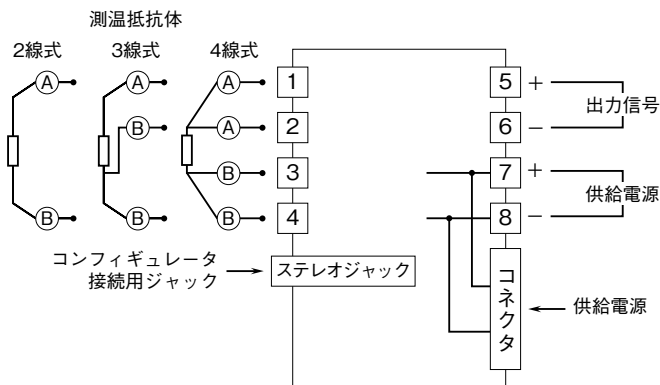 測温抵抗体
2線式 3線式 4線式
A A A 1 5 +
出力信号
B A 2 6 −
B 3 7 +
供給電源
B B B 4 8 −
コンフィギュレータ
接続用ジャック
ステレオジャック
コネクタ
供給電源